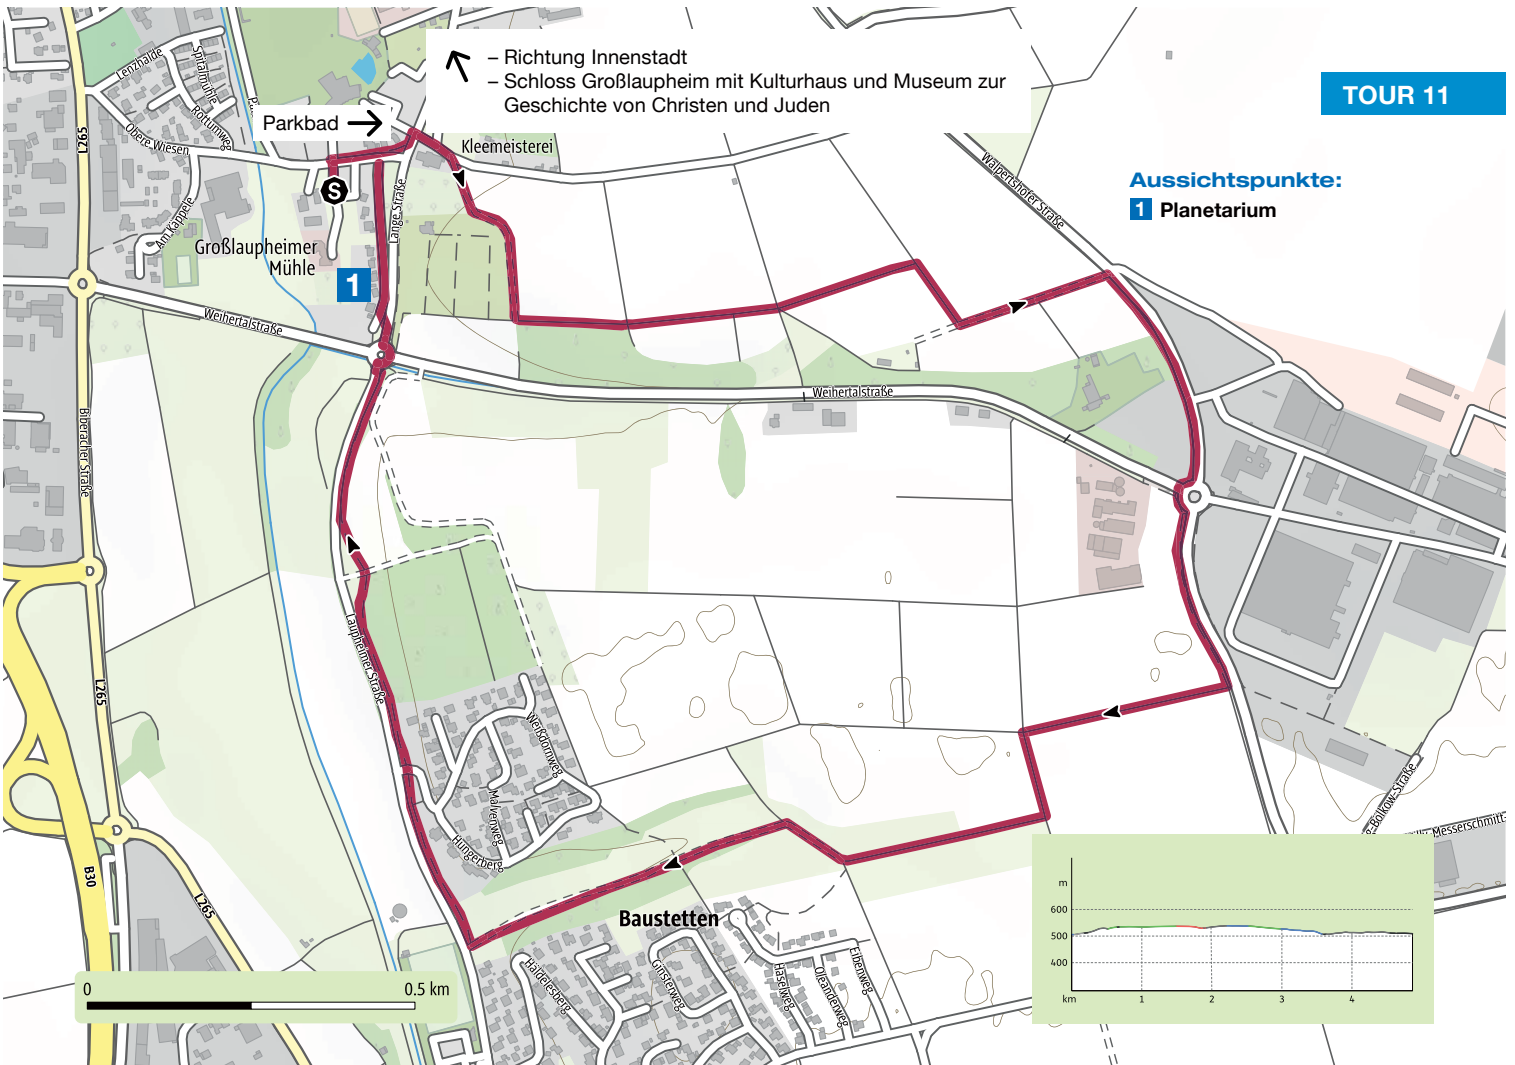 – Richtung Innenstadt
– Schloss Großlaupheim mit Kulturhaus und Museum zur
Geschichte von Christen und Juden
TOUR 11
Aussichtspunkte:
1 Planetarium
Parkbad
Kleemeisterei
Lenzhalde
Spitalmühle
Rottumweg
Obere Wiesen
Am Käppele
L265
S
Großlaupheimer
Mühle
1
Lange Straße
Walpertshofer Straße
Weihertalstraße
Weihertalstraße
Biberacher Straße
L265
Laupheimer Straße
Weißdornweg
Malvenweg
Hungerberg
B30
L265
Baustetten
Häldelesberg
Ginsterweg
Haselweg
Oleanderweg
Eibenweg
g-Bölkow-Straße
Messerschmitt-
0
0.5 km
m
600
500
400
km
1
2
3
4